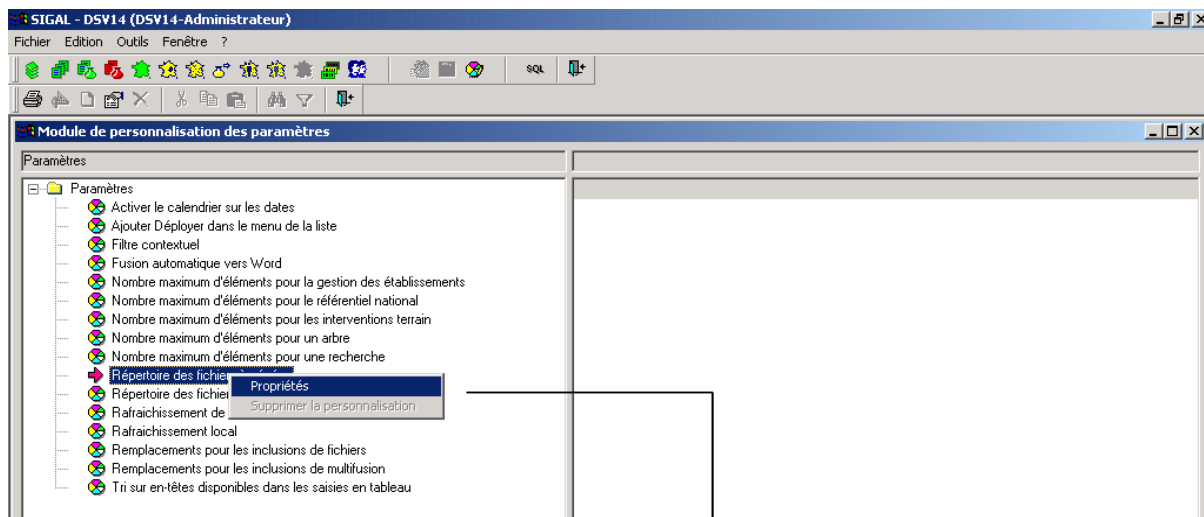 SIGAL - DSV14 (DSV14-Administrateur)
Fichier Edition Outils Fenêtre ?
SQL
Module de personnalisation des paramètres
Paramètres
Paramètres
Activer le calendrier sur les dates
Ajouter Déployer dans le menu de la liste
Filtre contextuel
Fusion automatique vers Word
Nombre maximum d'éléments pour la gestion des établissements
Nombre maximum d'éléments pour le référentiel national
Nombre maximum d'éléments pour les interventions terrain
Nombre maximum d'éléments pour un arbre
Nombre maximum d'éléments pour une recherche
Répertoire des
Propriétés
Répertoire des
Supprimer la personnalisation
Rafraichissement de
Rafraichissement local
Remplacements pour les inclusions de fichiers
Remplacements pour les inclusions de multifusion
Tri sur en-têtes disponibles dans les saisies en tableau